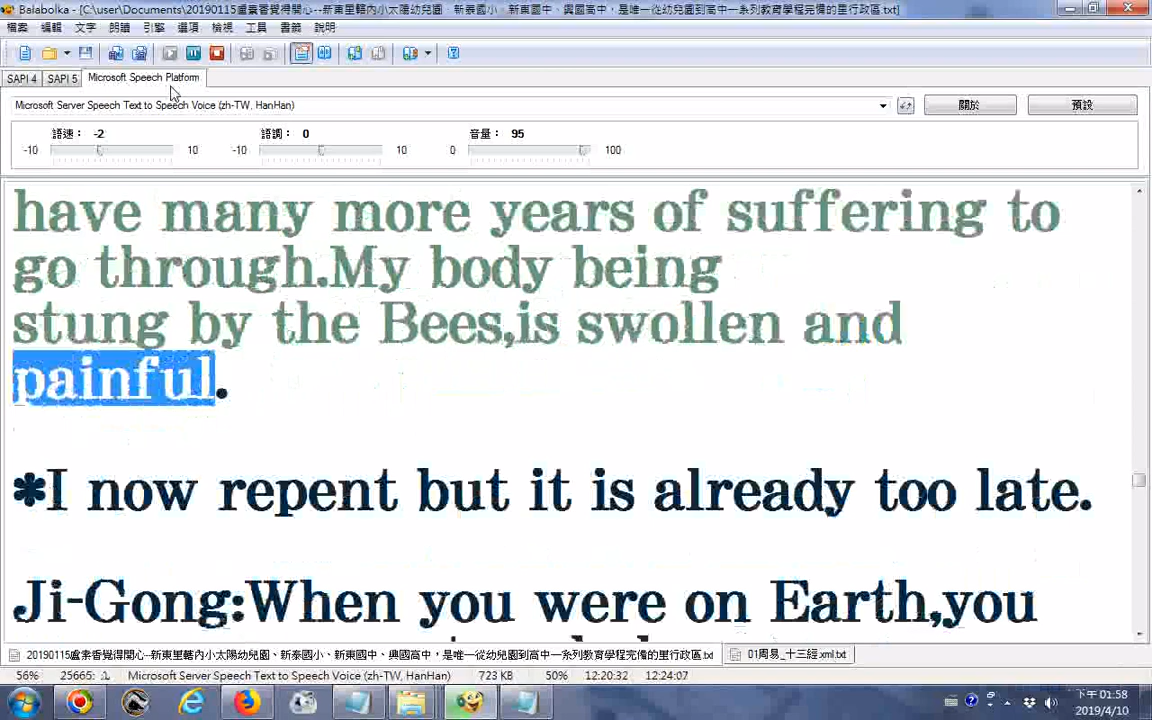 Balabolka - [C:\user\Documents\20190115盧素香覺得開心--新東里轄內小太陽幼兒園、新泰國小、新東國中、興國高中，是唯一從幼兒園到高中一系列教育學程完備的里行政區.txt]
檔案 編輯 文字 朗讀 引擎 選項 檢視 工具 書籤 說明
SAPI 4 SAPI 5 Microsoft Speech Platform
Microsoft Server Speech Text to Speech Voice (zh-TW, HanHan) 關於 預設
語速： -2 語調： 0 音量： 95
-10 10 -10 10 0 100
have many more years of suffering to
go through.My body being
stung by the Bees,is swollen and
painful.
*I now repent but it is already too late.
Ji-Gong:When you were on Earth,you
20190115盧素香覺得開心--新東里轄內小太陽幼兒園、新泰國小、新東國中、興國高中，是唯一從幼兒園到高中一系列教育學程完備的里行政區.txt 01周易_十三經.xml.txt
56% 25665: Microsoft Server Speech Text to Speech Voice (zh-TW, HanHan) 723 KB 50% 12:20:32 12:24:07
下午 01:58
2019/4/10